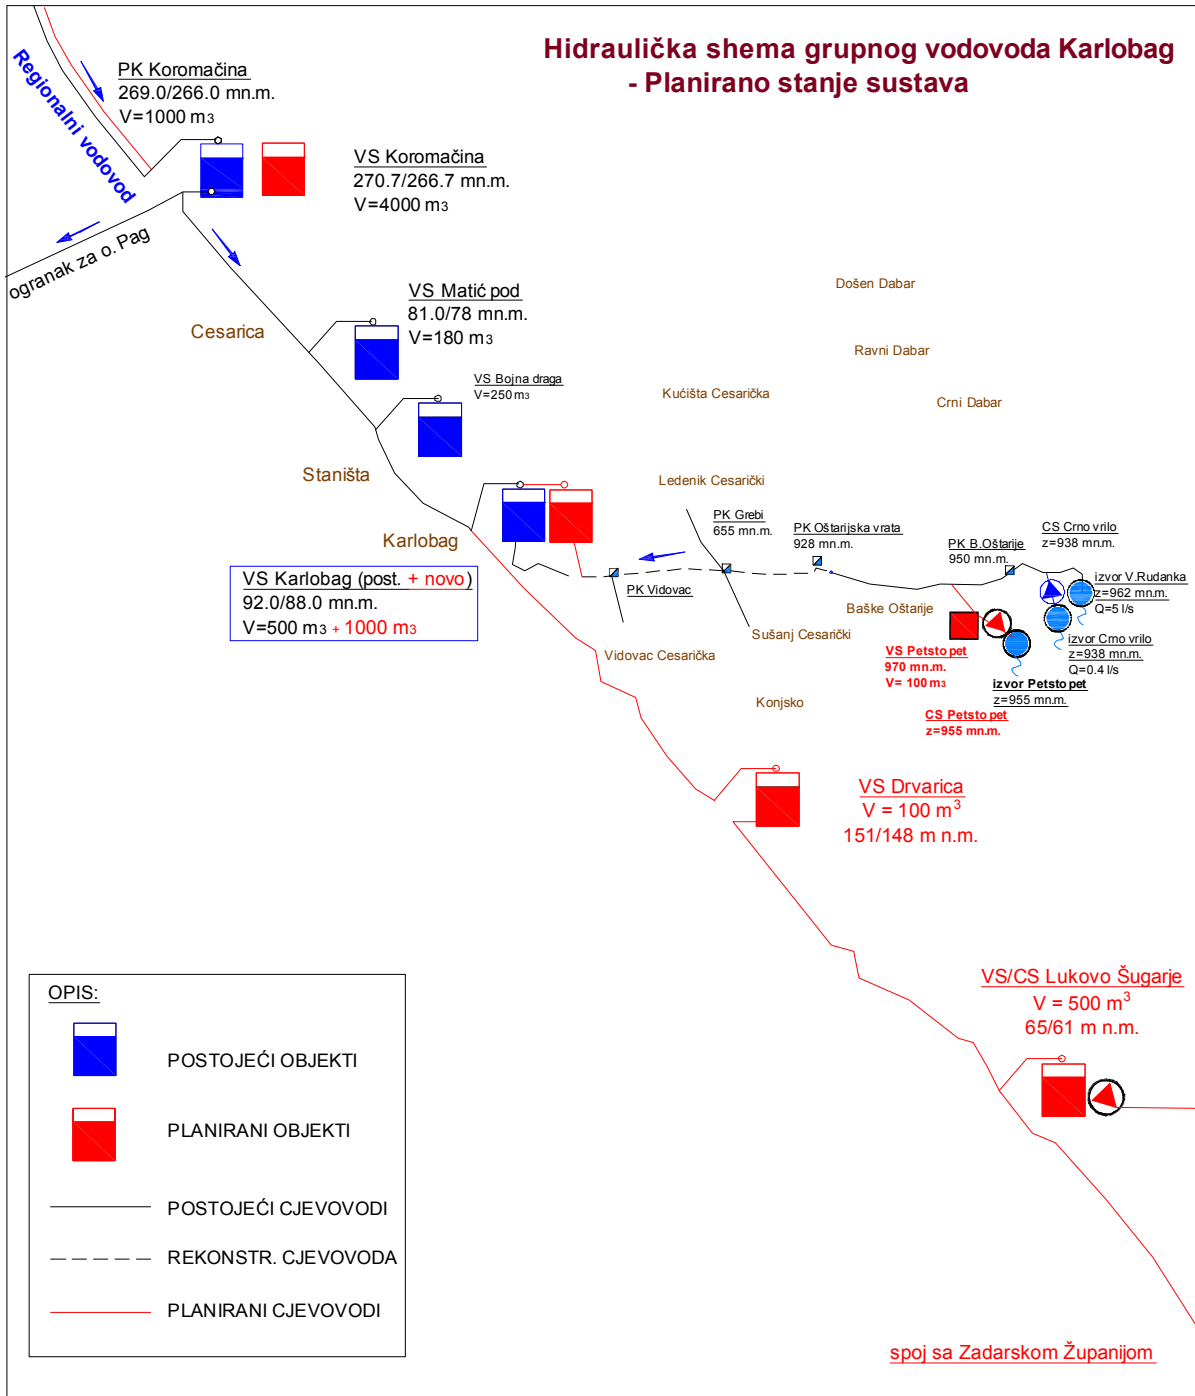 Hidraulička shema grupnog vodovoda Karlobag
- Planirano stanje sustava
Regionalni vodovod
PK Koromačina
269.0/266.0 mn.m.
V=1000 m3
VS Koromačina
270.7/266.7 mn.m.
V=4000 m3
ogranak za o. Pag
Cesarica
VS Matić pod
81.0/78 mn.m.
V=180 m3
VS Bojna draga
V=250 m3
Staništa
Karlobag
VS Karlobag (post. + novo)
92.0/88.0 mn.m.
V=500 m3 + 1000 m3
Došen Dabar
Ravni Dabar
Crni Dabar
Kućišta Cesarička
Ledenik Cesarički
PK Grebi
655 mn.m.
PK Oštarijska vrata
928 mn.m.
PK B.Oštarije
950 mn.m.
CS Crno vrilo
z=938 mn.m.
izvor V.Rudanka
z=962 mn.m.
Q=5 l/s
izvor Crno vrilo
z=938 mn.m.
Q=0.4 l/s
PK Vidovac
Vidovac Cesarička
Sušanj Cesarički
Baške Oštarije
Konjsko
VS Petsto pet
970 mn.m.
V= 100 m3
izvor Petsto pet
z=955 mn.m.
CS Petsto pet
z=955 mn.m.
VS Drvarica
V = 100 m3
151/148 m n.m.
VS/CS Lukovo Šugarje
V = 500 m3
65/61 m n.m.
spoj sa Zadarskom Županijom
OPIS:
POSTOJEĆI OBJEKTI
PLANIRANI OBJEKTI
POSTOJEĆI CJEVOVODI
REKONSTR. CJEVOVODA
PLANIRANI CJEVOVODI